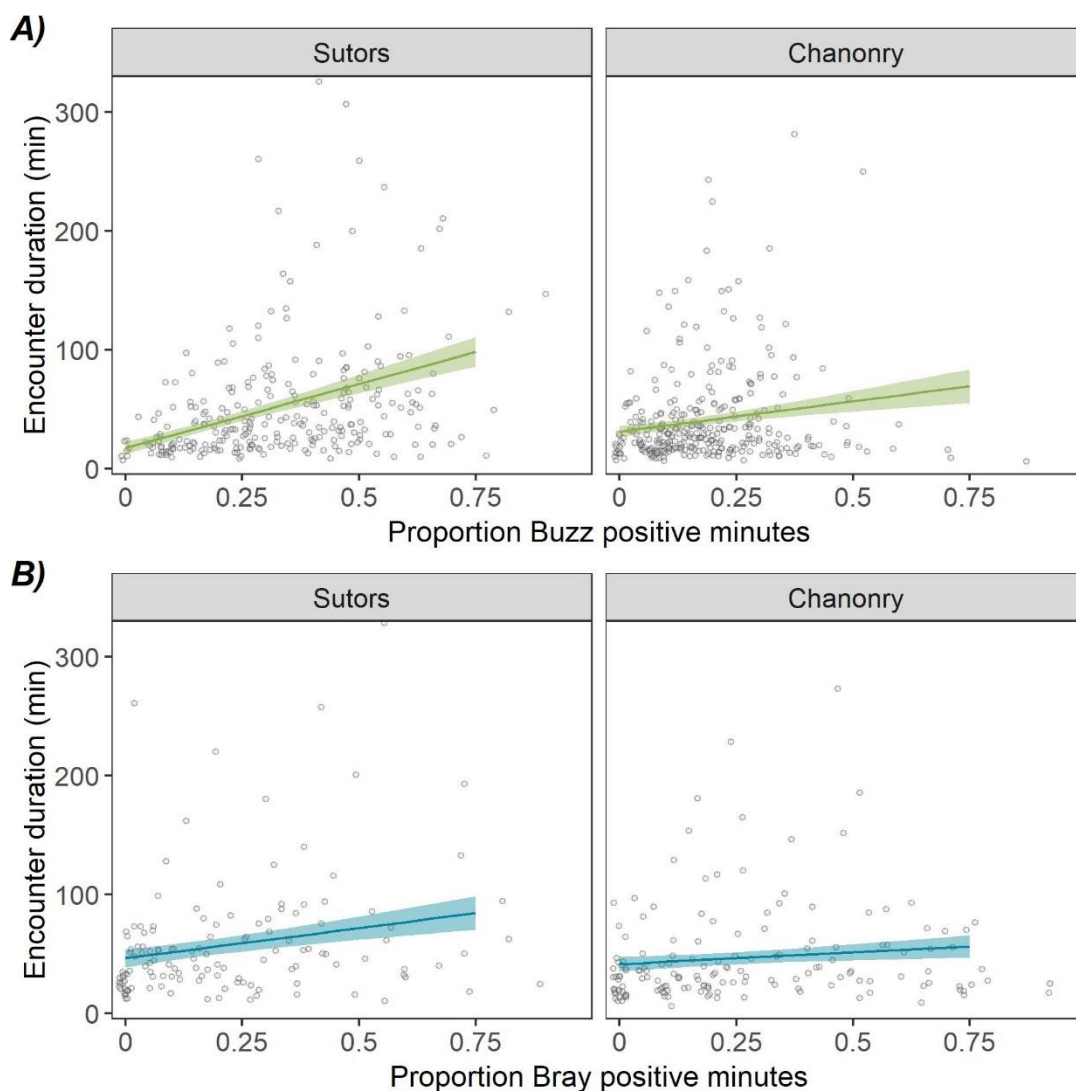 A)
Sutors Chanonry
Encounter duration (min)
300
200
100
0
0 0.25 0.5 0.75 0 0.25 0.5 0.75
Proportion Buzz positive minutes
B)
Sutors Chanonry
Encounter duration (min)
300
200
100
0
0 0.25 0.5 0.75 0 0.25 0.5 0.75
Proportion Bray positive minutes